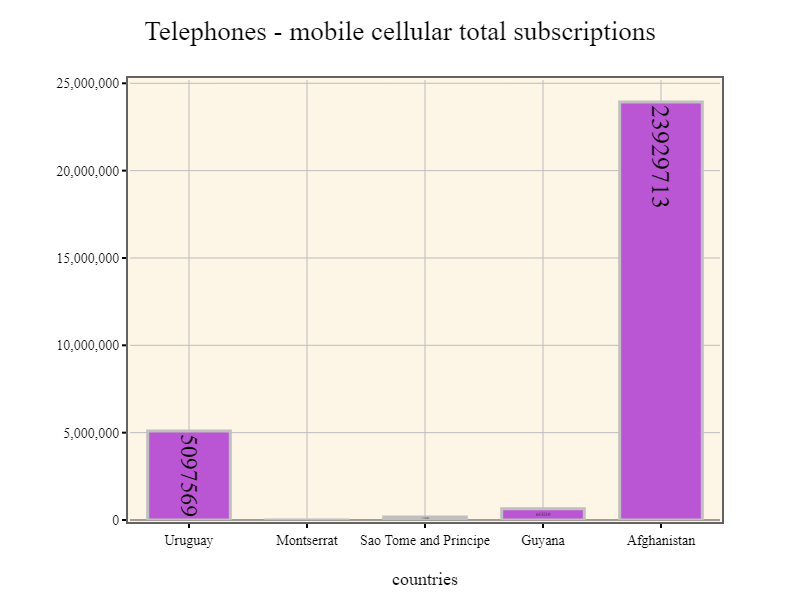 Telephones - mobile cellular total subscriptions
25,000,000
20,000,000
15,000,000
10,000,000
5,000,000
0
5097569
23929713
Uruguay
Montserrat
Sao Tome and Principe
Guyana
Afghanistan
countries